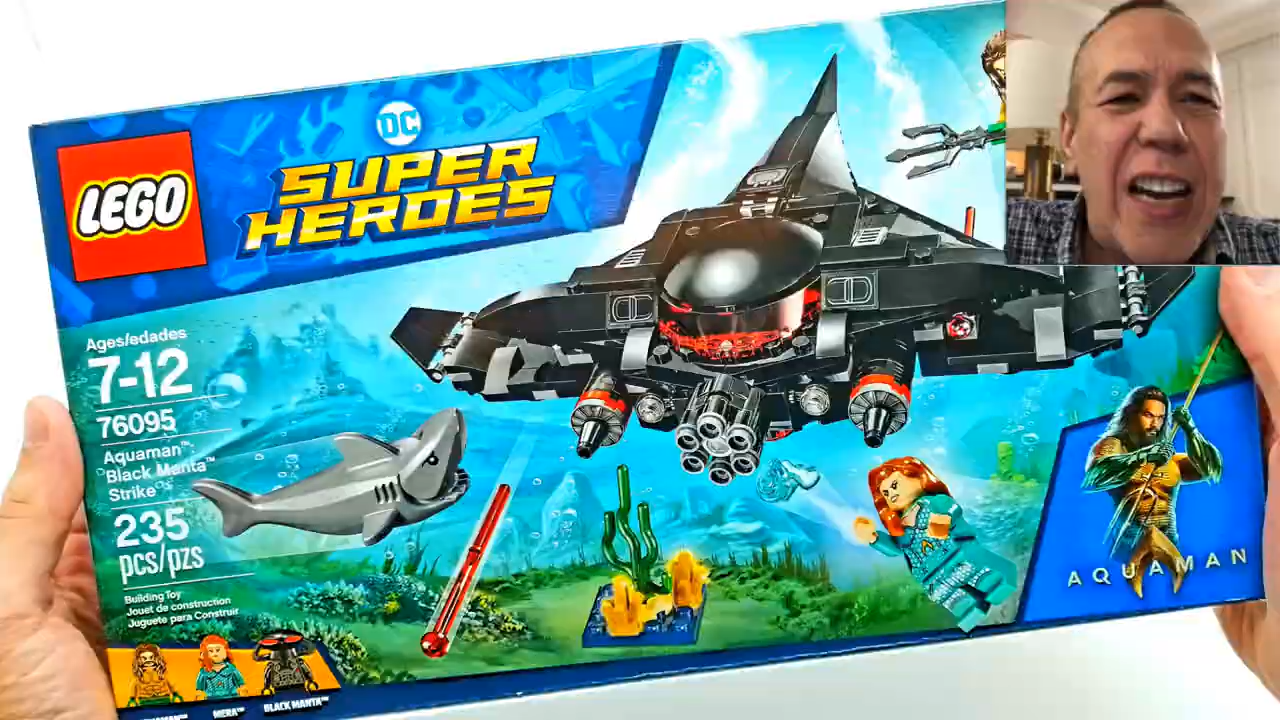 LEGO
DC
SUPER
HEROES
Ages/edades
7-12
76095
Aquaman™
Black Manta™
Strike
235
pcs/pzs
Building Toy
Jouet de construction
Juguete para Construir
MERA™
BLACK MANTA™
AQUAMAN